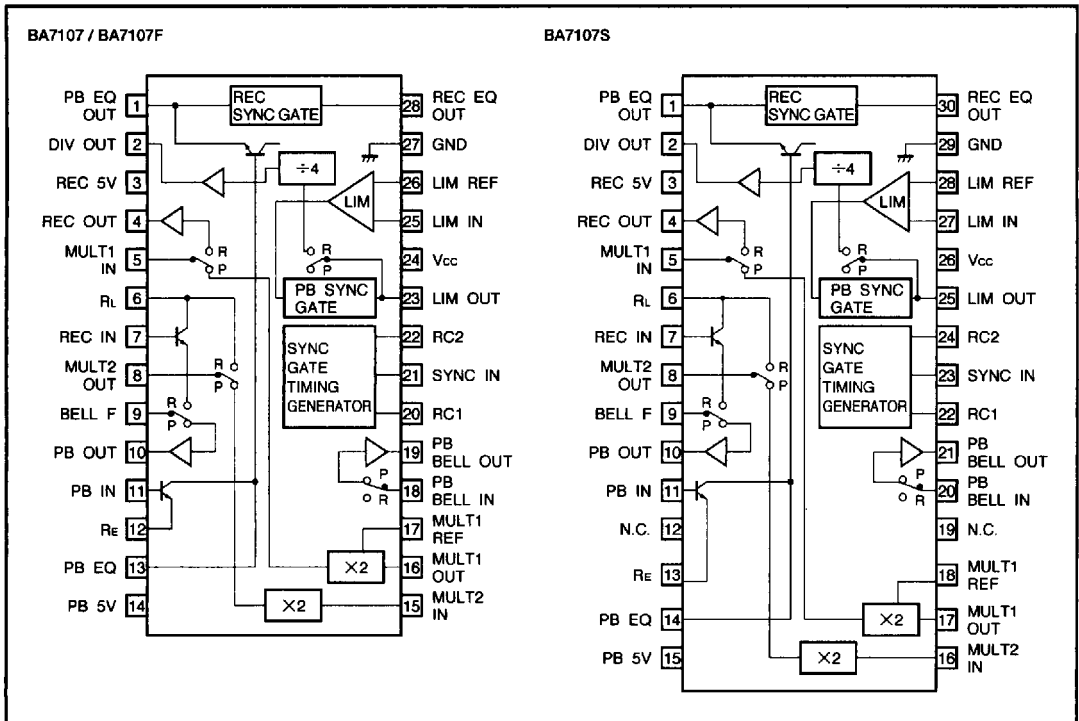 BA7107 / BA7107F
PB EQ
OUT
1
DIV OUT 2
REC 5V 3
REC OUT 4
MULT1
IN
5
RL 6
REC IN 7
MULT2
OUT
8
BELL F 9
PB OUT 10
PB IN 11
RE 12
PB EQ 13
PB 5V 14
REC
SYNC GATE
÷4
LIM
R
P
R
P
PB SYNC
GATE
SYNC
GATE
TIMING
GENERATOR
R
P
R
P
P
R
×2
×2
28 REC EQ
OUT
27 GND
26 LIM REF
25 LIM IN
24 Vcc
23 LIM OUT
22 RC2
21 SYNC IN
20 RC1
19 PB
BELL OUT
18 PB
BELL IN
17 MULT1
REF
16 MULT1
OUT
15 MULT2
IN
BA7107S
PB EQ
OUT
1
DIV OUT 2
REC 5V 3
REC OUT 4
MULT1
IN
5
RL 6
REC IN 7
MULT2
OUT
8
BELL F 9
PB OUT 10
PB IN 11
N.C. 12
RE 13
PB EQ 14
PB 5V 15
REC
SYNC GATE
÷4
LIM
R
P
R
P
PB SYNC
GATE
SYNC
GATE
TIMING
GENERATOR
R
P
R
P
P
R
×2
×2
30 REC EQ
OUT
29 GND
28 LIM REF
27 LIM IN
26 Vcc
25 LIM OUT
24 RC2
23 SYNC IN
22 RC1
21 PB
BELL OUT
20 PB
BELL IN
19 N.C.
18 MULT1
REF
17 MULT1
OUT
16 MULT2
IN